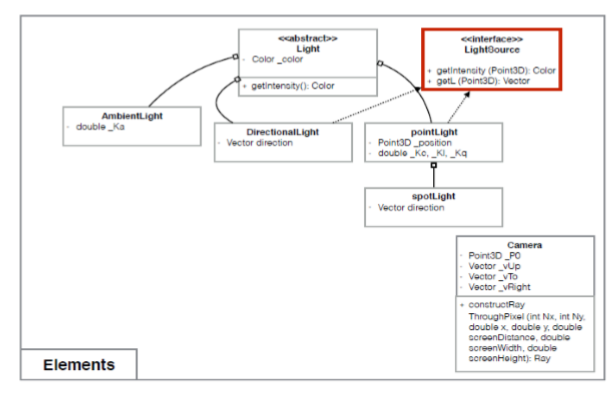 <<abstract>>
Light
- Color _color
+ getIntensity(): Color
<<interface>>
LightSource
+ getIntensity (Point3D): Color
+ getL (Point3D): Vector
AmbientLight
- double _Ka
DirectionalLight
- Vector direction
pointLight
- Point3D _position
- double _Kc, _Kl, _Kq
spotLight
- Vector direction
Camera
- Point3D _P0
- Vector _vUp
- Vector _vTo
- Vector _vRight
+ constructRay
ThroughPixel (int Nx, int Ny,
double x, double y, double
screenDistance, double
screenWidth, double
screenHeight): Ray
Elements